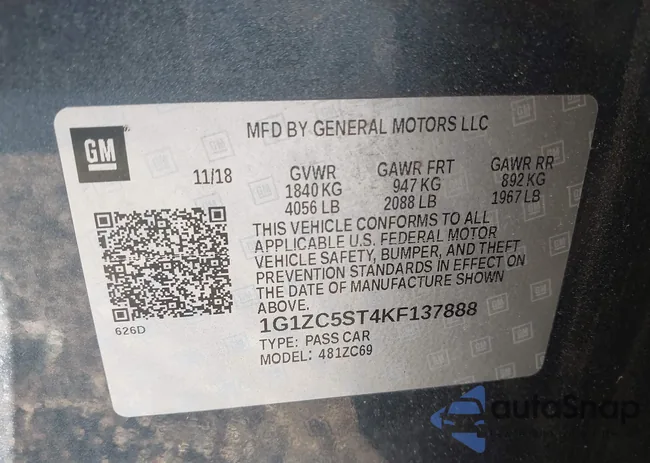 GM
MFD BY GENERAL MOTORS LLC
11/18 GVWR GAWR FRT GAWR RR
1840 KG 947 KG 892 KG
4056 LB 2088 LB 1967 LB
THIS VEHICLE CONFORMS TO ALL
APPLICABLE U.S. FEDERAL MOTOR
VEHICLE SAFETY, BUMPER, AND THEFT
PREVENTION STANDARDS IN EFFECT ON
THE DATE OF MANUFACTURE SHOWN
ABOVE.
626D
1G1ZC5ST4KF137888
TYPE: PASS CAR
MODEL: 481ZC69
autoSnap